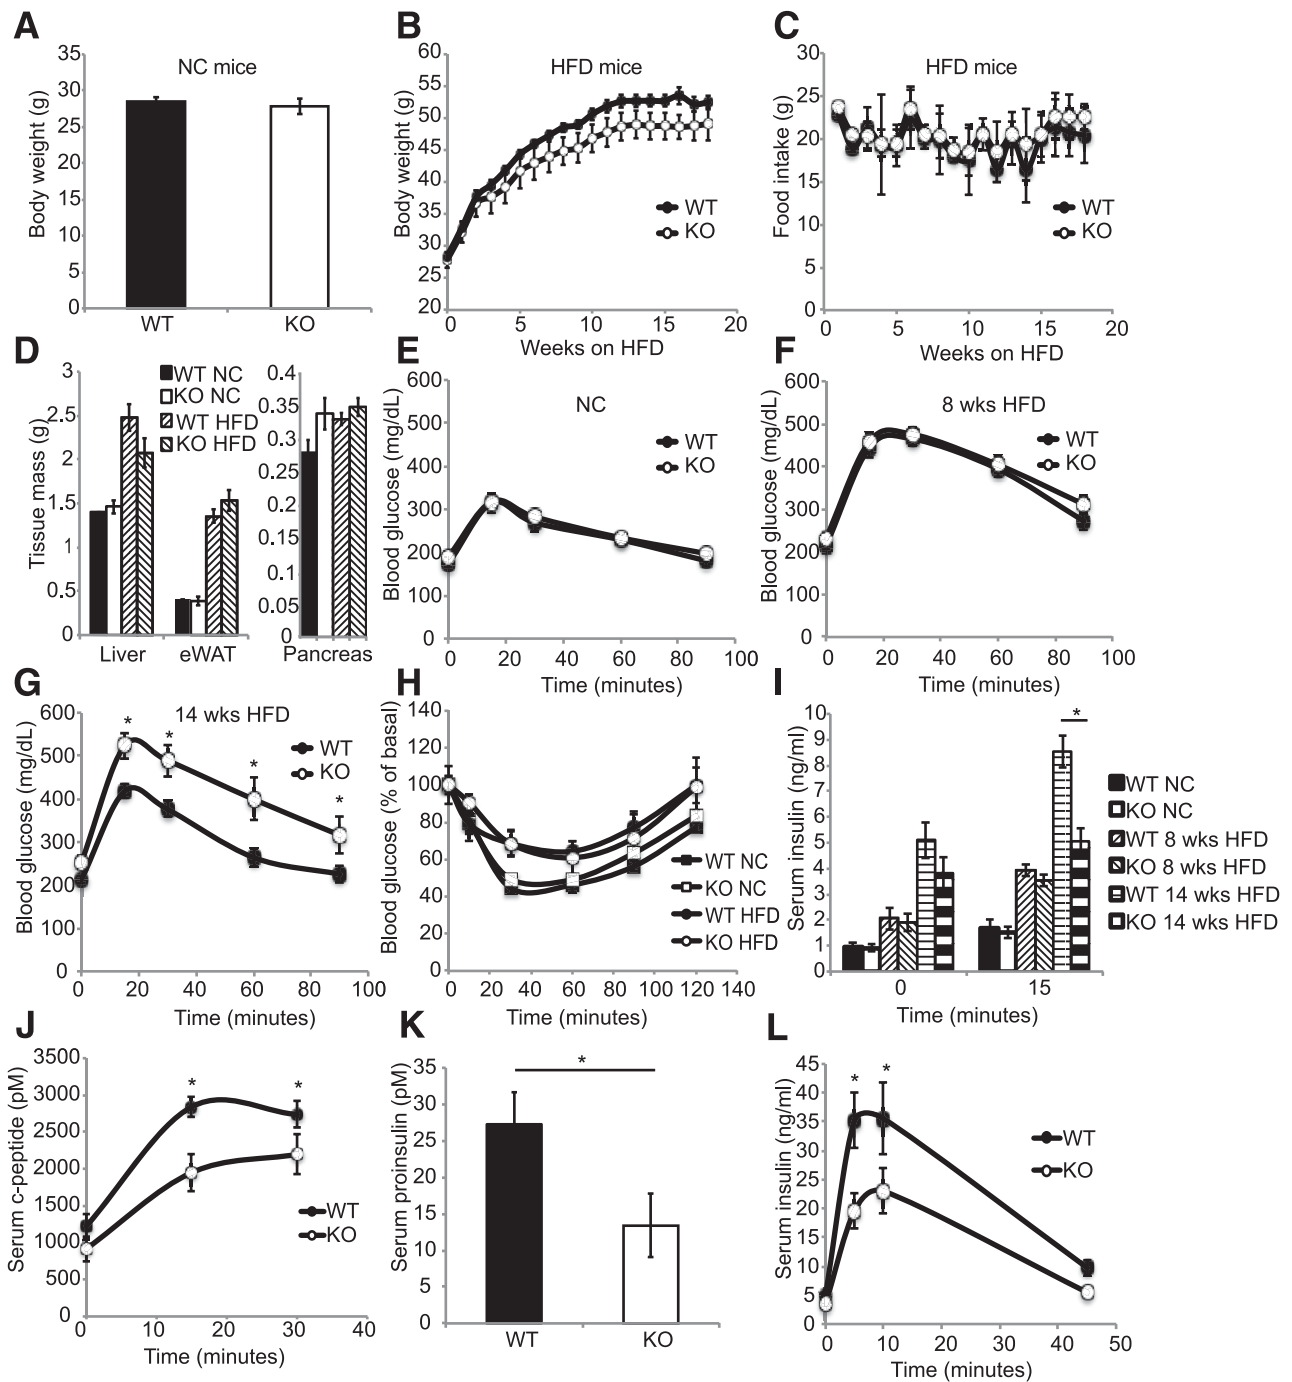 A
NC mice
Body weight (g)
35
30
25
20
15
10
5
0
WT
KO
B
HFD mice
Body weight (g)
60
55
50
45
40
35
30
25
20
WT
KO
0
5
10
15
20
Weeks on HFD
C
HFD mice
Food intake (g)
30
25
20
15
10
5
0
WT
KO
0
5
10
15
20
Weeks on HFD
D
Tissue mass (g)
3
2.5
2
1.5
1
0.5
0
WT NC
KO NC
WT HFD
KO HFD
Liver
eWAT
0.4
0.35
0.3
0.25
0.2
0.15
0.1
0.05
0
Pancreas
E
NC
Blood glucose (mg/dL)
600
500
400
300
200
100
0
WT
KO
0
20
40
60
80
100
Time (minutes)
F
8 wks HFD
Blood glucose (mg/dL)
600
500
400
300
200
100
0
WT
KO
0
20
40
60
80
100
Time (minutes)
G
14 wks HFD
Blood glucose (mg/dL)
600
500
400
300
200
100
0
*
*
*
*
WT
KO
0
20
40
60
80
100
Time (minutes)
H
Blood glucose (% of basal)
140
120
100
80
60
40
20
0
WT NC
KO NC
WT HFD
KO HFD
0
20
40
60
80
100
120
140
Time (minutes)
I
Serum insulin (ng/ml)
10
9
8
7
6
5
4
3
2
1
0
*
WT NC
KO NC
WT 8 wks HFD
KO 8 wks HFD
WT 14 wks HFD
KO 14 wks HFD
0
15
Time (minutes)
J
Serum c-peptide (pM)
3500
3000
2500
2000
1500
1000
500
0
*
*
WT
KO
0
10
20
30
40
Time (minutes)
K
Serum proinsulin (pM)
35
30
25
20
15
10
5
0
*
WT
KO
L
Serum insulin (ng/ml)
45
40
35
30
25
20
15
10
5
0
*
*
WT
KO
0
10
20
30
40
50
Time (minutes)